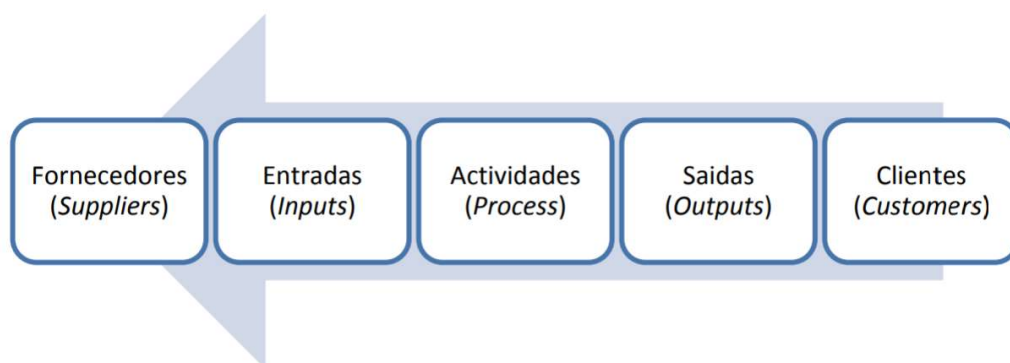 Fornecedores
(Suppliers)
Entradas
(Inputs)
Actividades
(Process)
Saidas
(Outputs)
Clientes
(Customers)